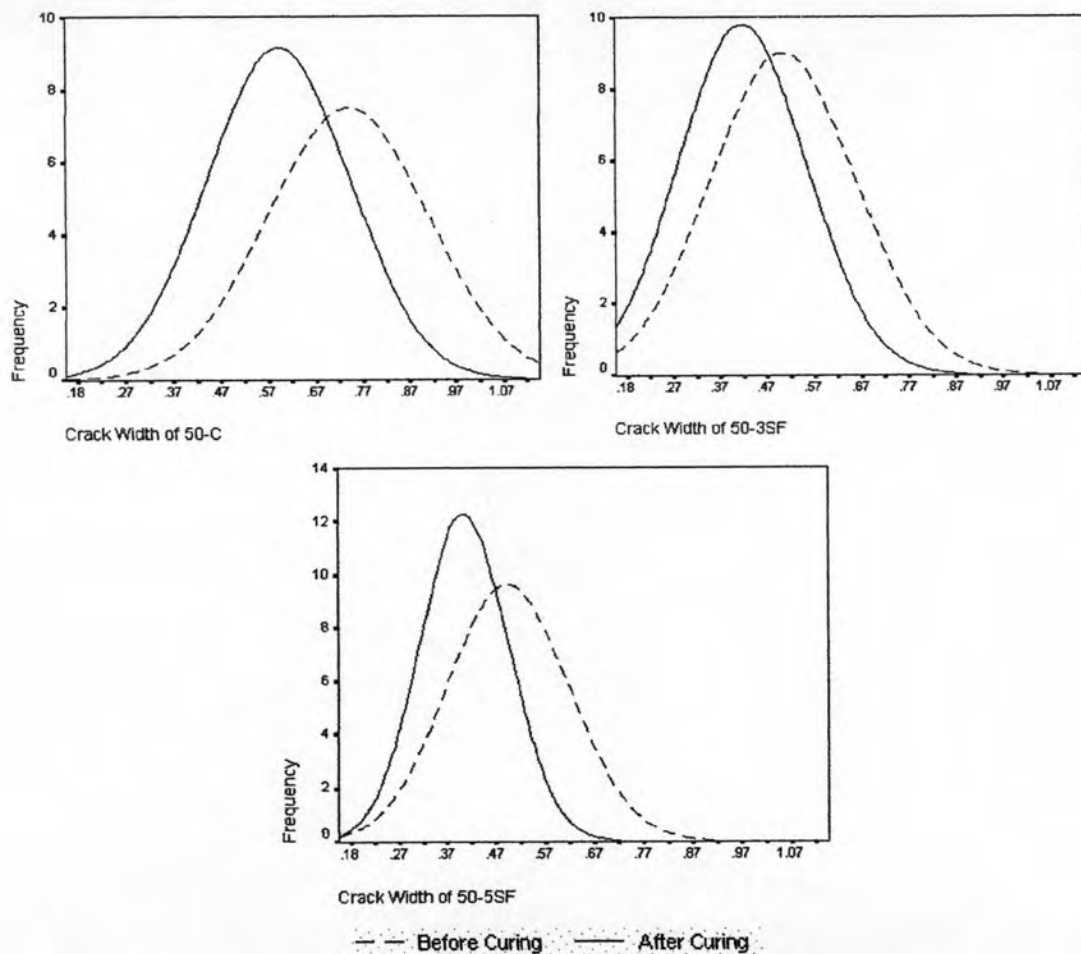 10
8
6
4
2
0
Frequency
.18 .27 .37 .47 .57 .67 .77 .87 .97 1.07
Crack Width of 50-C
10
8
6
4
2
0
Frequency
.18 .27 .37 .47 .57 .67 .77 .87 .97 1.07
Crack Width of 50-3SF
14
12
10
8
6
4
2
0
Frequency
.18 .27 .37 .47 .57 .67 .77 .87 .97 1.07
Crack Width of 50-5SF
Before Curing After Curing